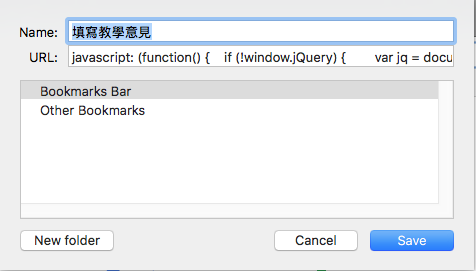 Name: 填寫教學意見
URL: javascript: (function() { if (!window.jQuery) { var jq = docu
Bookmarks Bar
Other Bookmarks
New folder Cancel Save